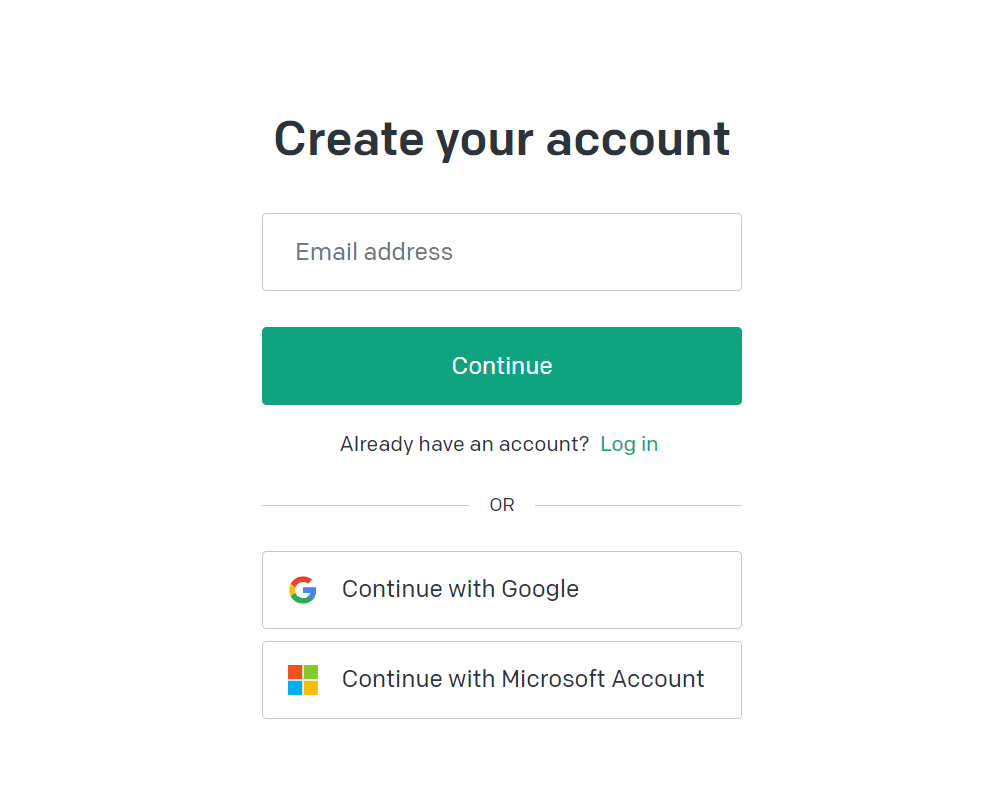 Create your account
Email address
Continue
Already have an account? Log in
OR
Continue with Google
Continue with Microsoft Account